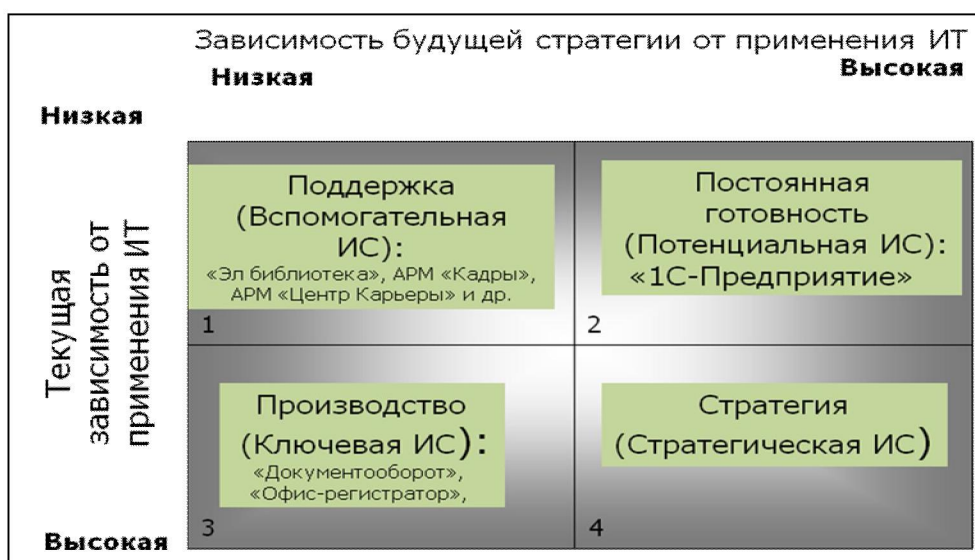 Зависимость будущей стратегии от применения ИТ
Низкая
Высокая
Низкая
Текущая
зависимость от
применения ИТ
Высокая
Поддержка
(Вспомогательная
ИС):
«Эл библиотека», АРМ «Кадры»,
АРМ «Центр Карьеры» и др.
1
Постоянная
готовность
(Потенциальная ИС):
«1С-Предприятие»
2
Производство
(Ключевая ИС):
«Документооборот»,
«Офис-регистратор»,
3
Стратегия
(Стратегическая ИС)
4